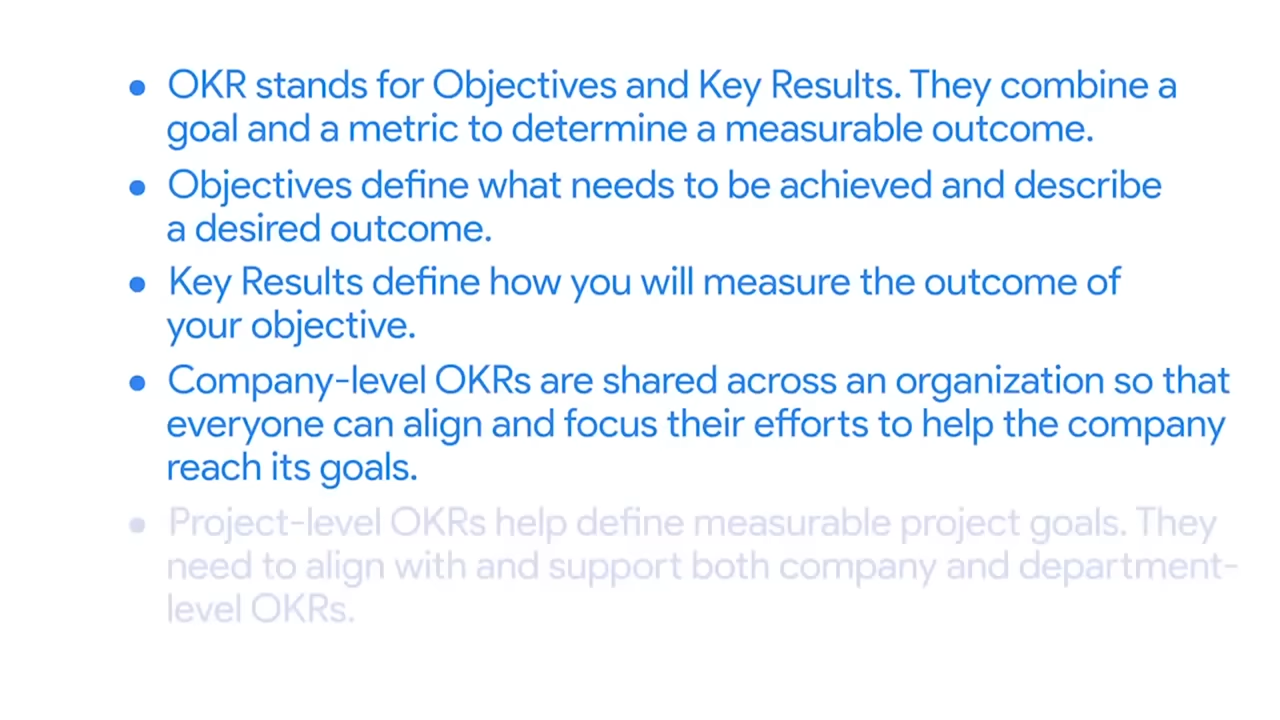 • OKR stands for Objectives and Key Results. They combine a
goal and a metric to determine a measurable outcome.
• Objectives define what needs to be achieved and describe
a desired outcome.
• Key Results define how you will measure the outcome of
your objective.
• Company-level OKRs are shared across an organization so that
everyone can align and focus their efforts to help the company
reach its goals.
• Project-level OKRs help define measurable project goals. They
need to align with and support both company and department-
level OKRs.